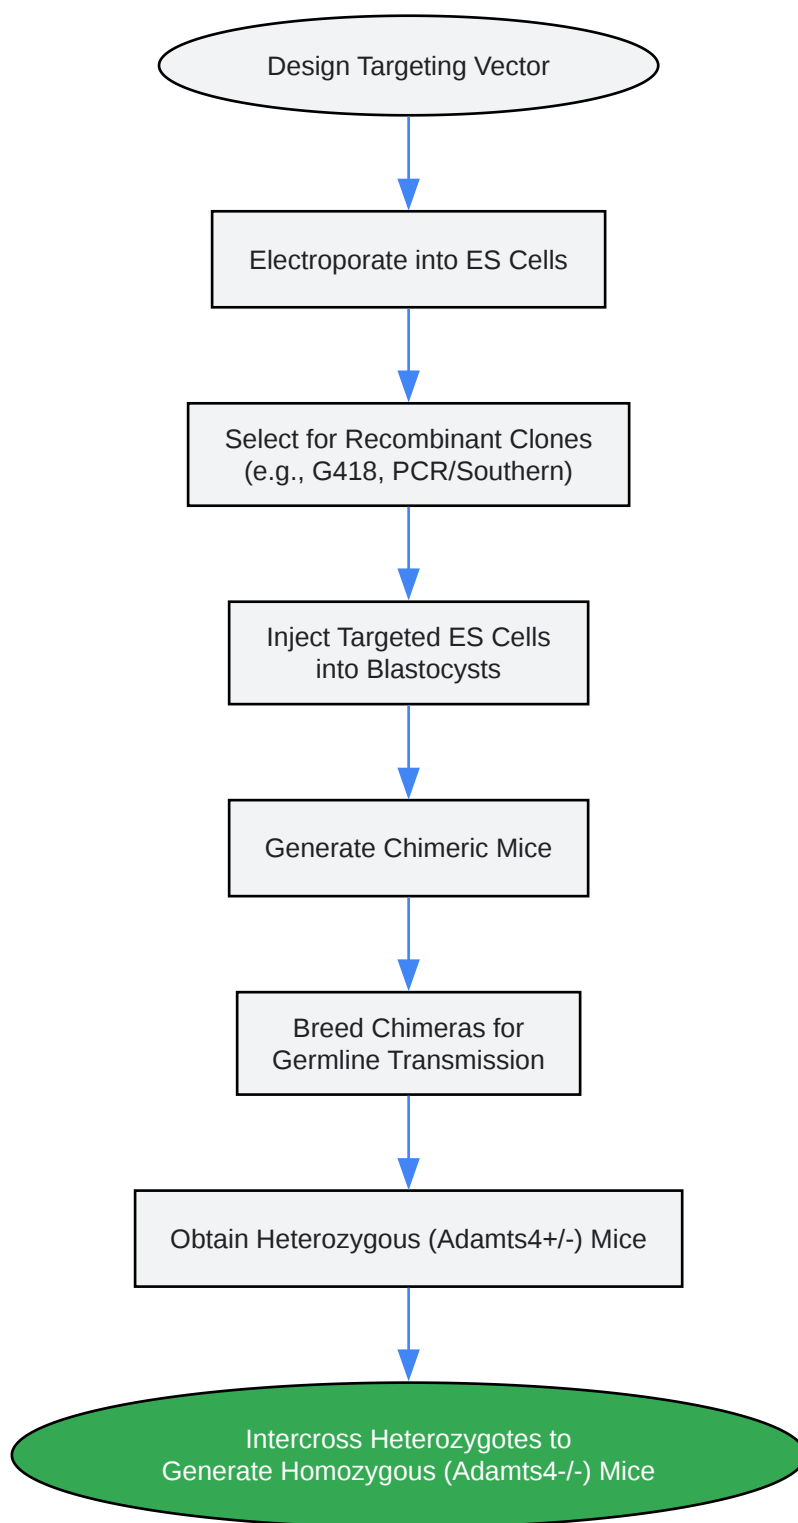 Design Targeting Vector
Electroporate into ES Cells
Select for Recombinant Clones
(e.g., G418, PCR/Southern)
Inject Targeted ES Cells
into Blastocysts
Generate Chimeric Mice
Breed Chimeras for
Germline Transmission
Obtain Heterozygous (Adamts4+/-) Mice
Intercross Heterozygotes to
Generate Homozygous (Adamts4-/-) Mice